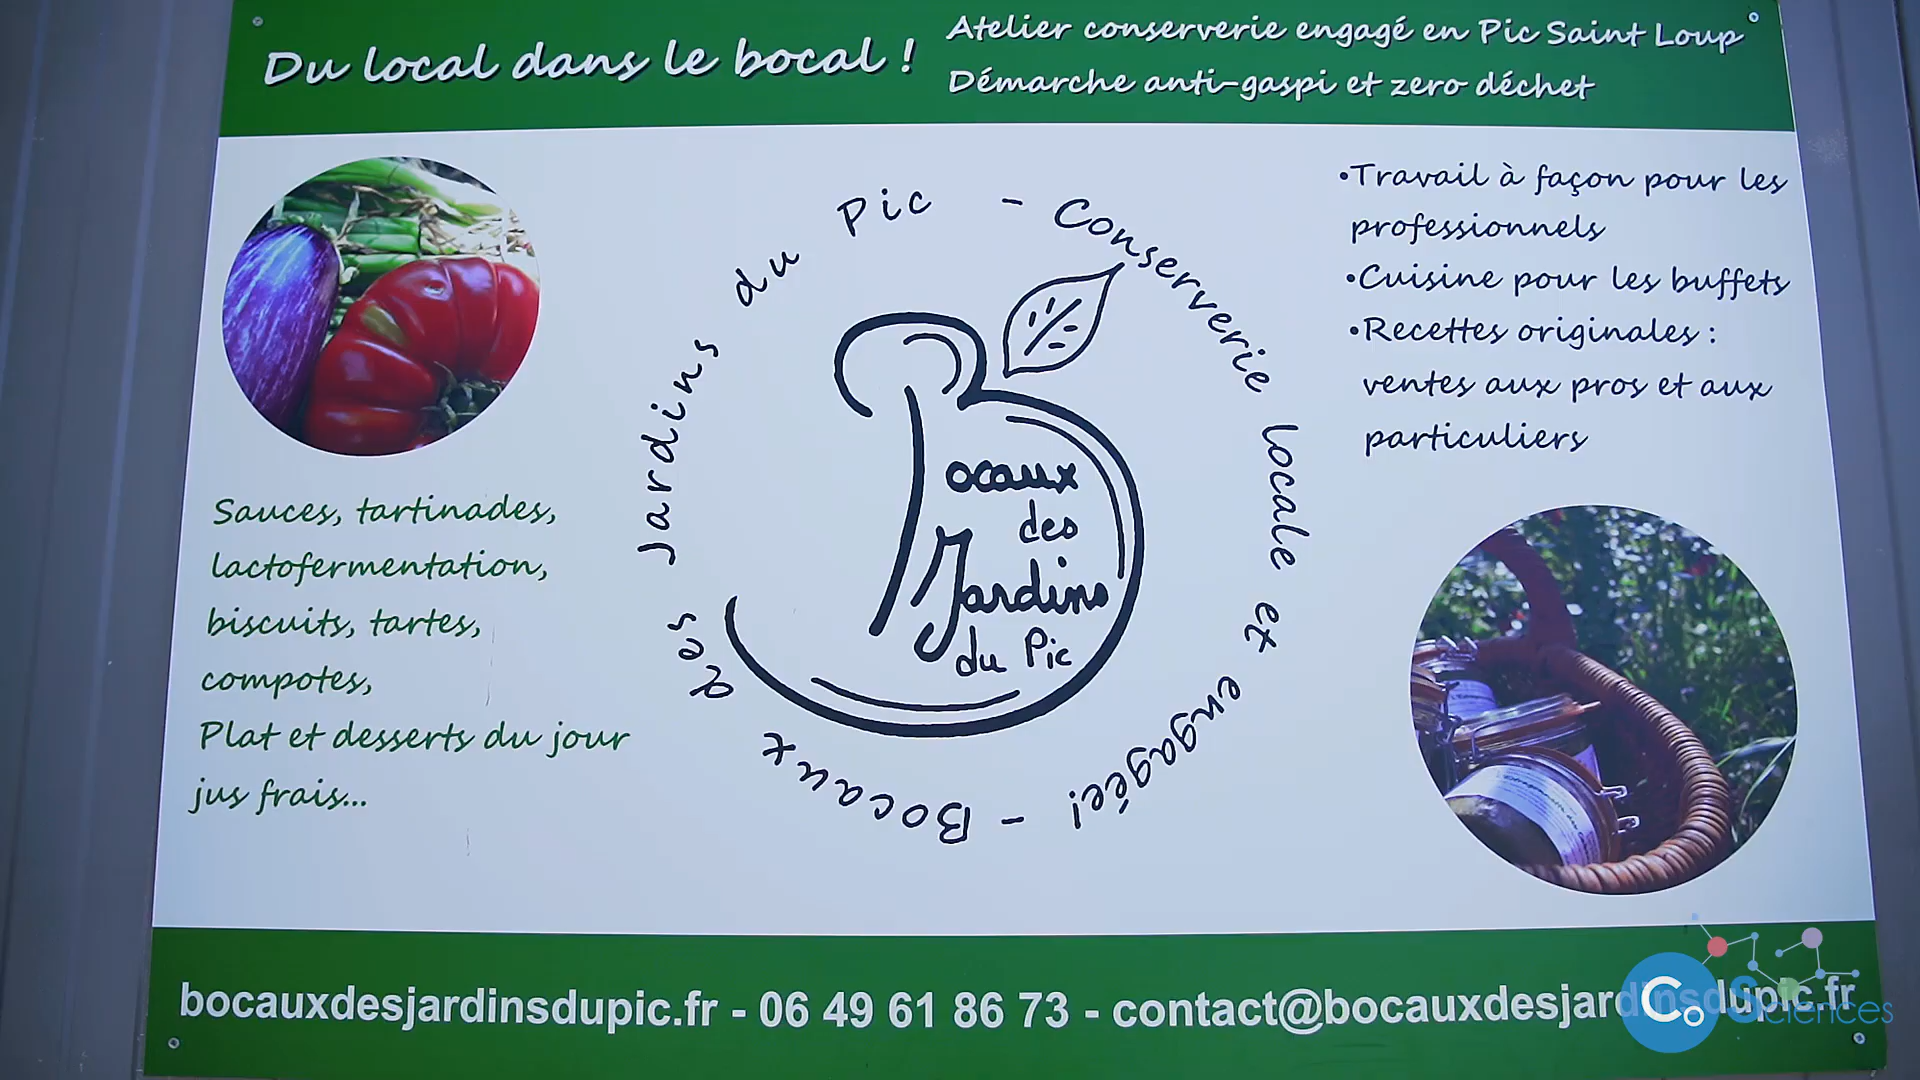 Du local dans le bocal !
Atelier conserverie engagé en Pic Saint Loup
Démarche anti-gaspi et zero déchet
•Travail à façon pour les
professionnels
•Cuisine pour les buffets
•Recettes originales :
ventes aux pros et aux
particuliers
Bocaux des Jardins du Pic - Conserverie locale et engagée! -
Bocaux
des
Jardins
du Pic
Sauces, tartinades,
lactofermentation,
biscuits, tartes,
compotes,
Plat et desserts du jour
jus frais...
bocauxdesjardinsdupic.fr - 06 49 61 86 73 - contact@bocauxdesjardinsdupic.fr
CoSciences